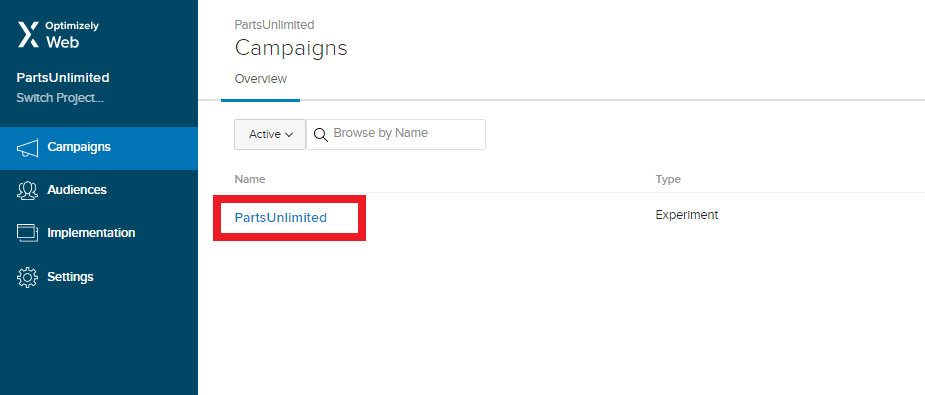 Optimizely
Web
PartsUnlimited
Switch Project...
Campaigns
Audiences
Implementation
Settings
PartsUnlimited
Campaigns
Overview
Active
Browse by Name
Name Type
PartsUnlimited Experiment